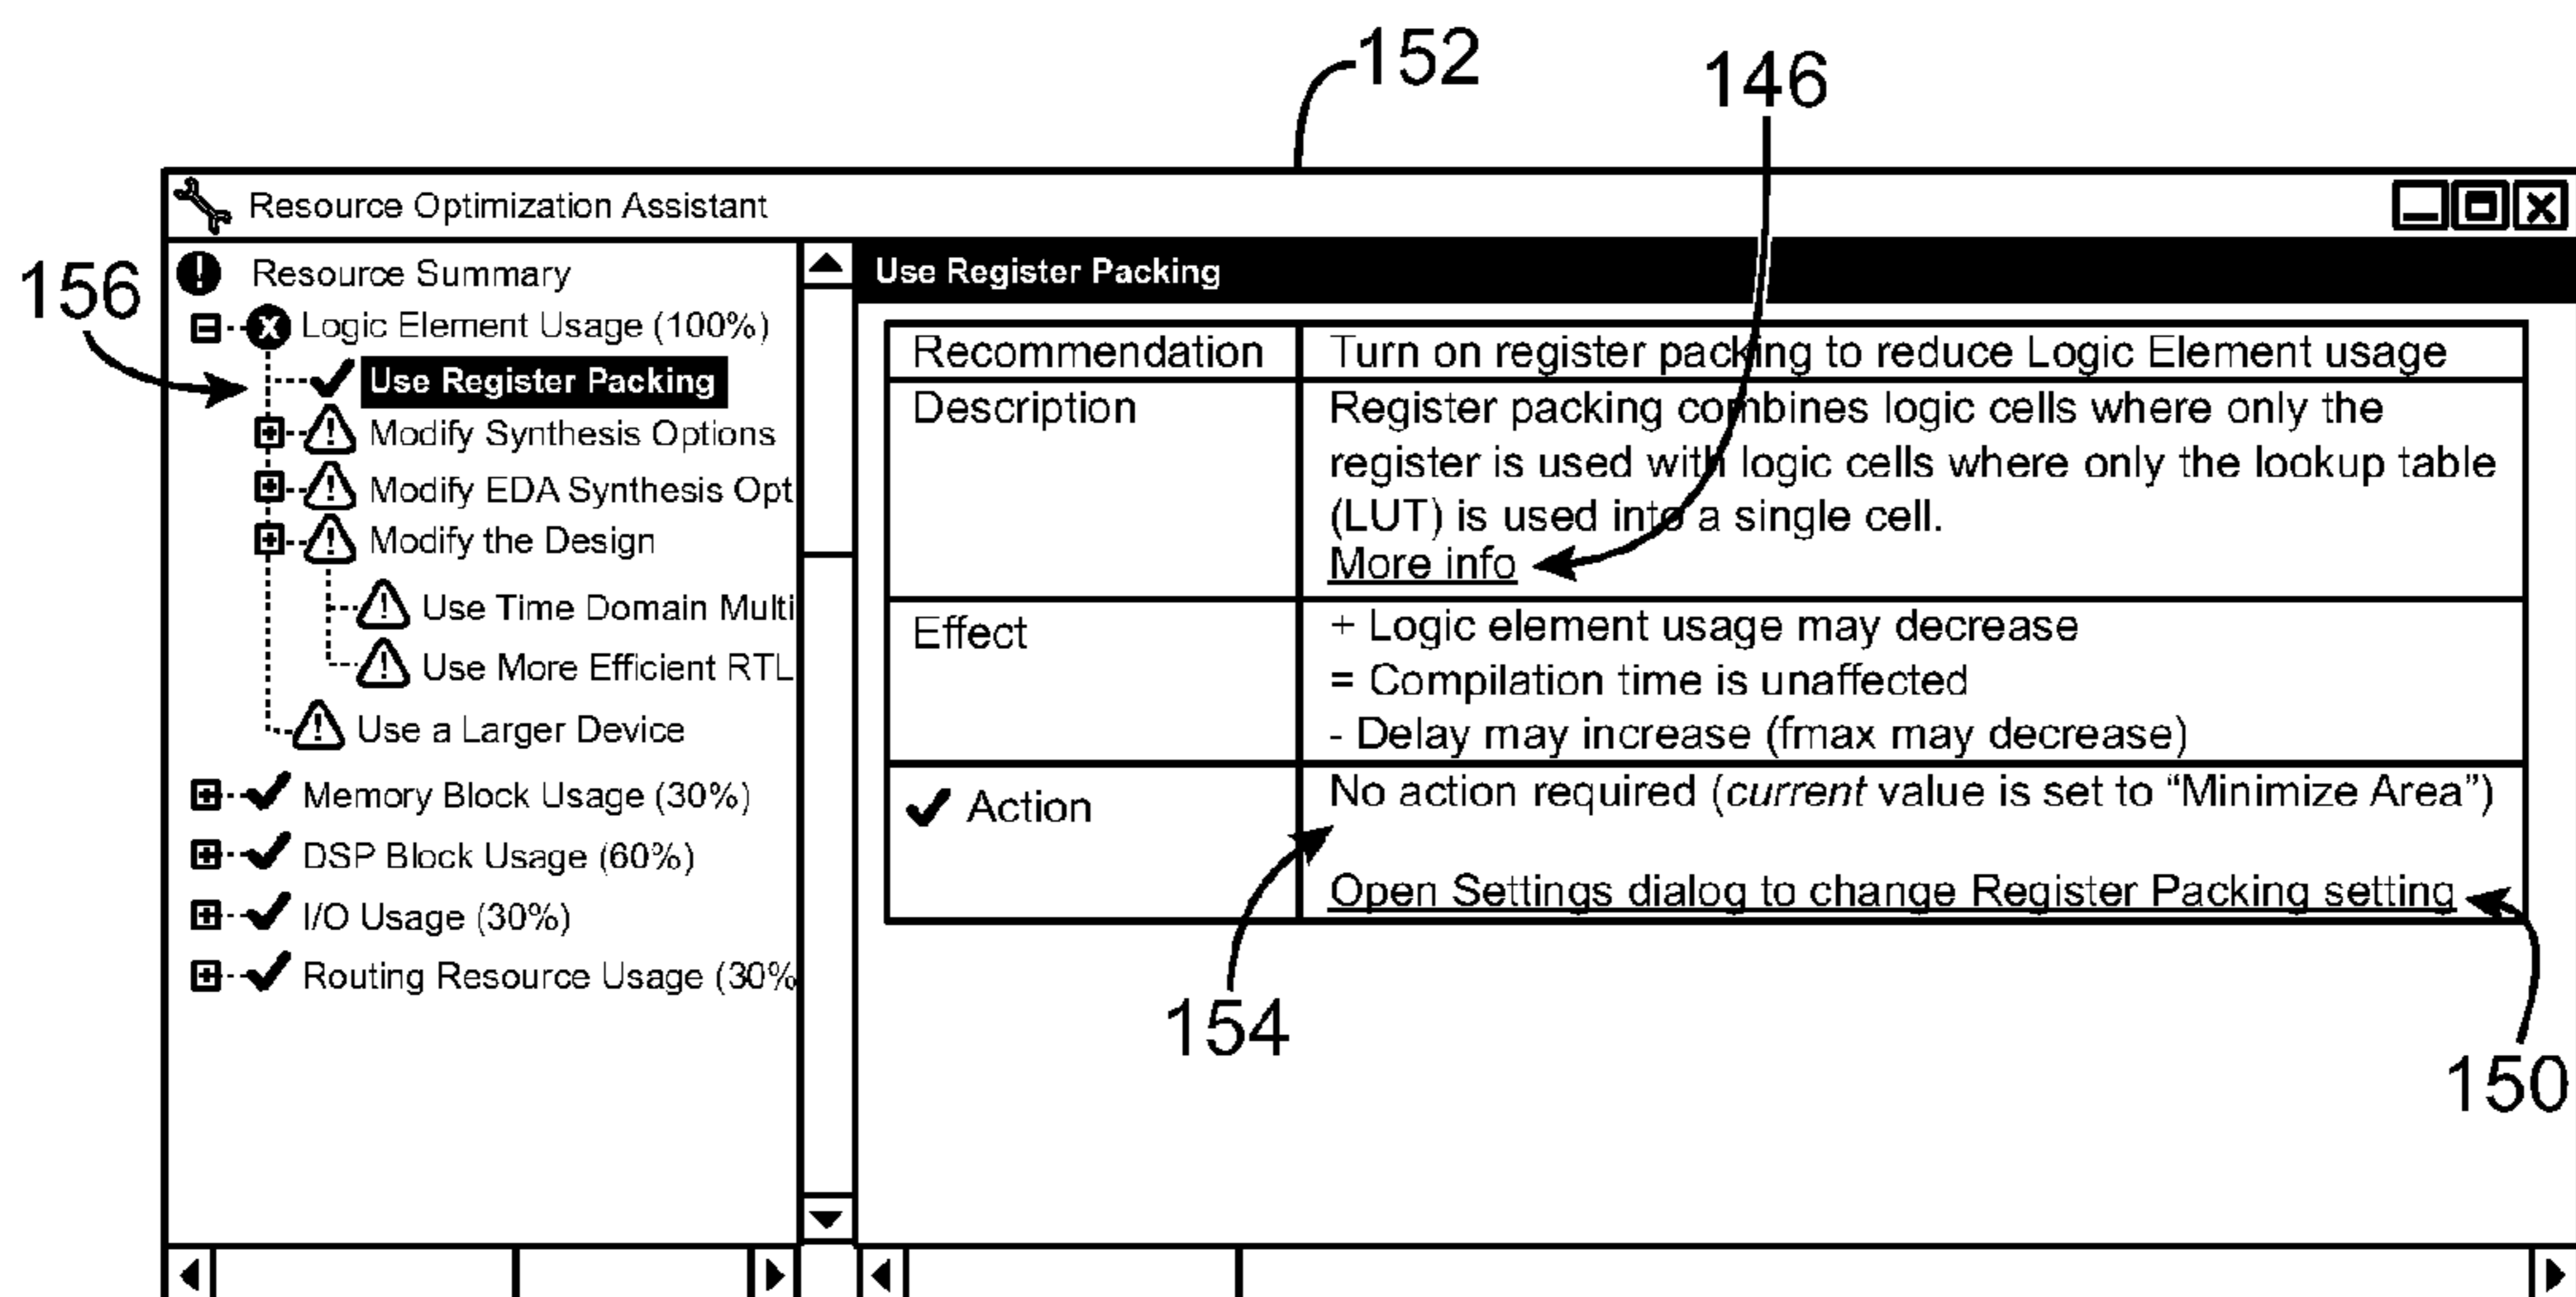 152
146
Resource Optimization Assistant
156
Resource Summary
Logic Element Usage (100%)
Use Register Packing
Modify Synthesis Options
Modify EDA Synthesis Opt
Modify the Design
Use Time Domain Multi
Use More Efficient RTL
Use a Larger Device
Memory Block Usage (30%)
DSP Block Usage (60%)
I/O Usage (30%)
Routing Resource Usage (30%
Use Register Packing
Recommendation
Turn on register packing to reduce Logic Element usage
Description
Register packing combines logic cells where only the
register is used with logic cells where only the lookup table
(LUT) is used into a single cell.
More info
Effect
+ Logic element usage may decrease
= Compilation time is unaffected
- Delay may increase (fmax may decrease)
Action
No action required (current value is set to “Minimize Area”)
Open Settings dialog to change Register Packing setting
154
150